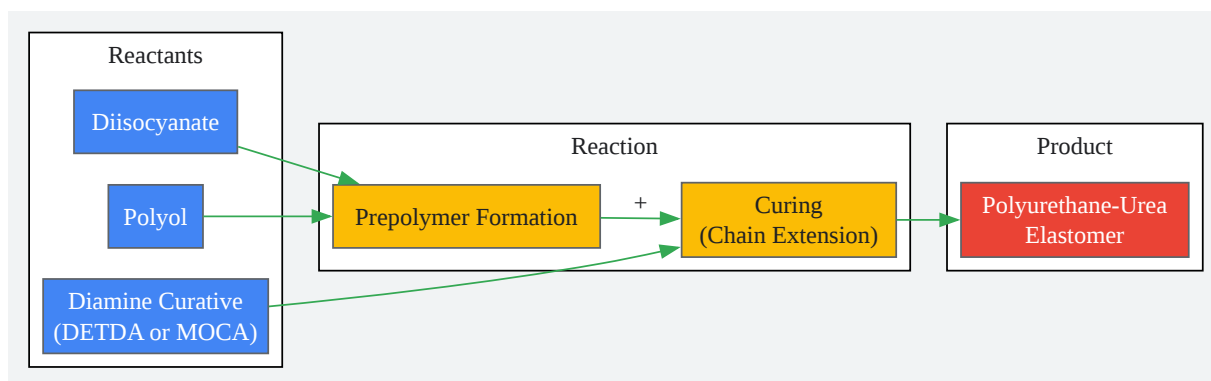 Reactants
Diisocyanate
Polyol
Diamine Curative
(DETDA or MOCA)
Reaction
Prepolymer Formation
+
Curing
(Chain Extension)
Product
Polyurethane-Urea
Elastomer